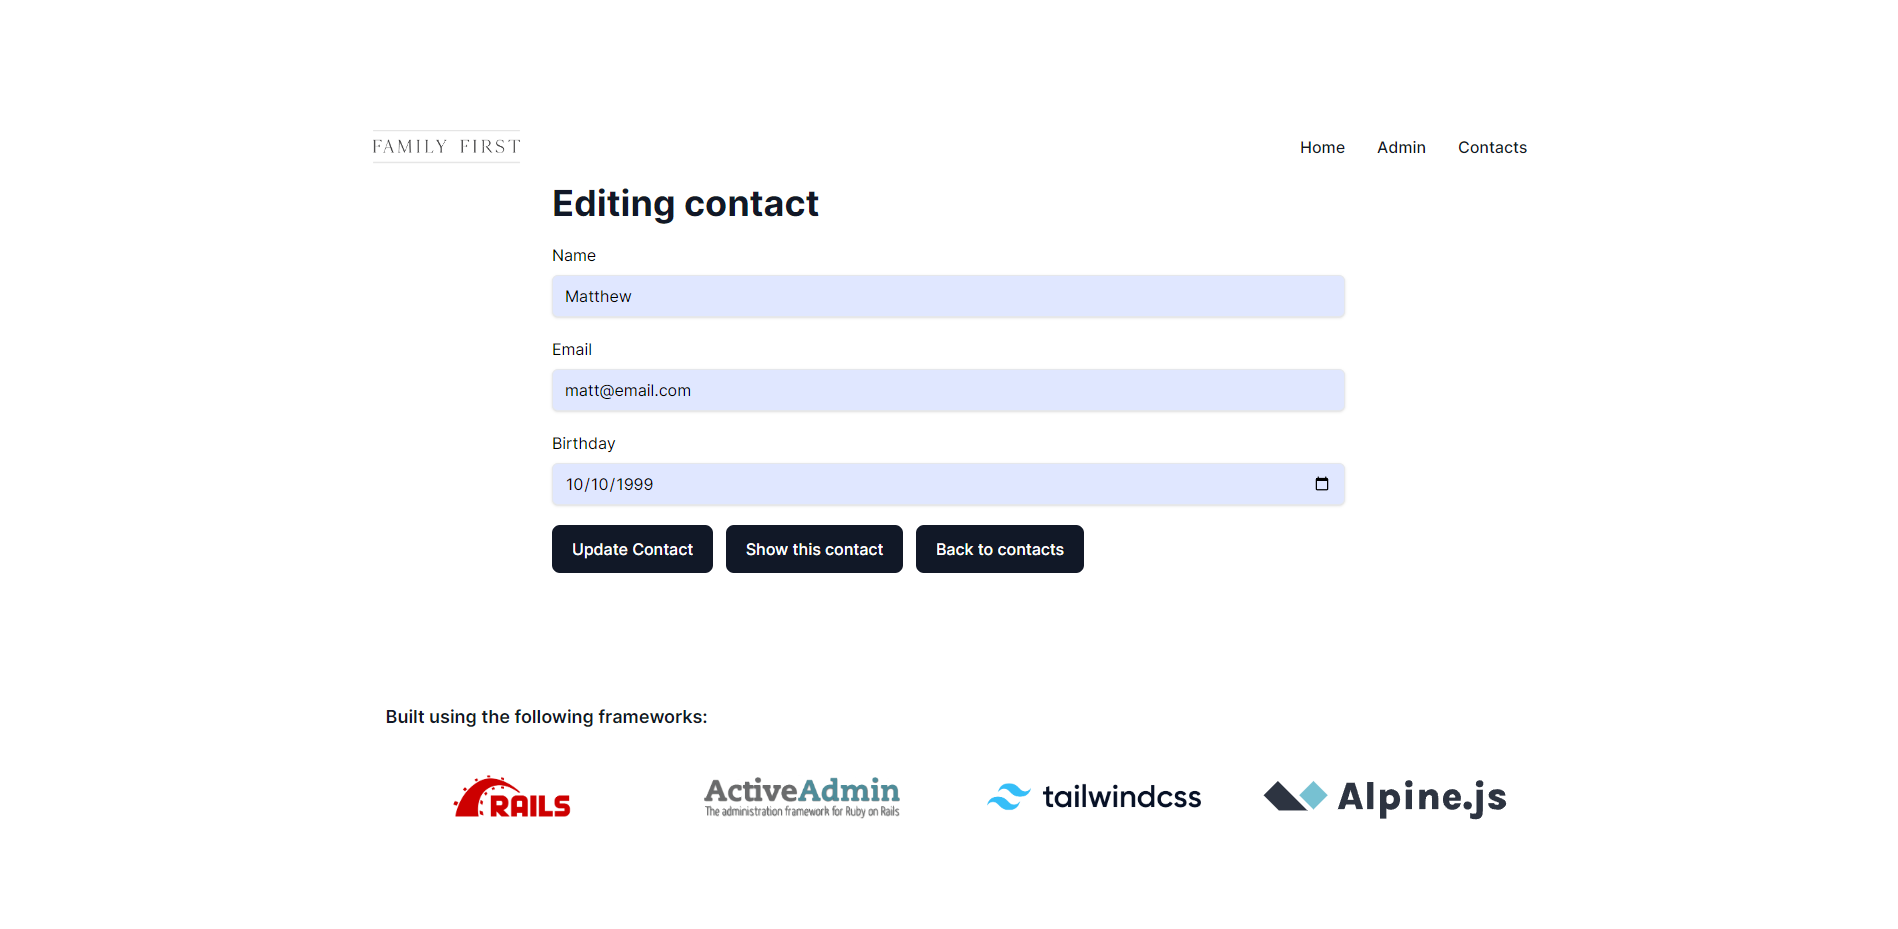 FAMILY FIRST
Home Admin Contacts
Editing contact
Name
Matthew
Email
matt@email.com
Birthday
10/10/1999
Update Contact Show this contact Back to contacts
Built using the following frameworks:
RAILS
ActiveAdmin
The administration framework for Ruby on Rails
tailwindcss
Alpine.js